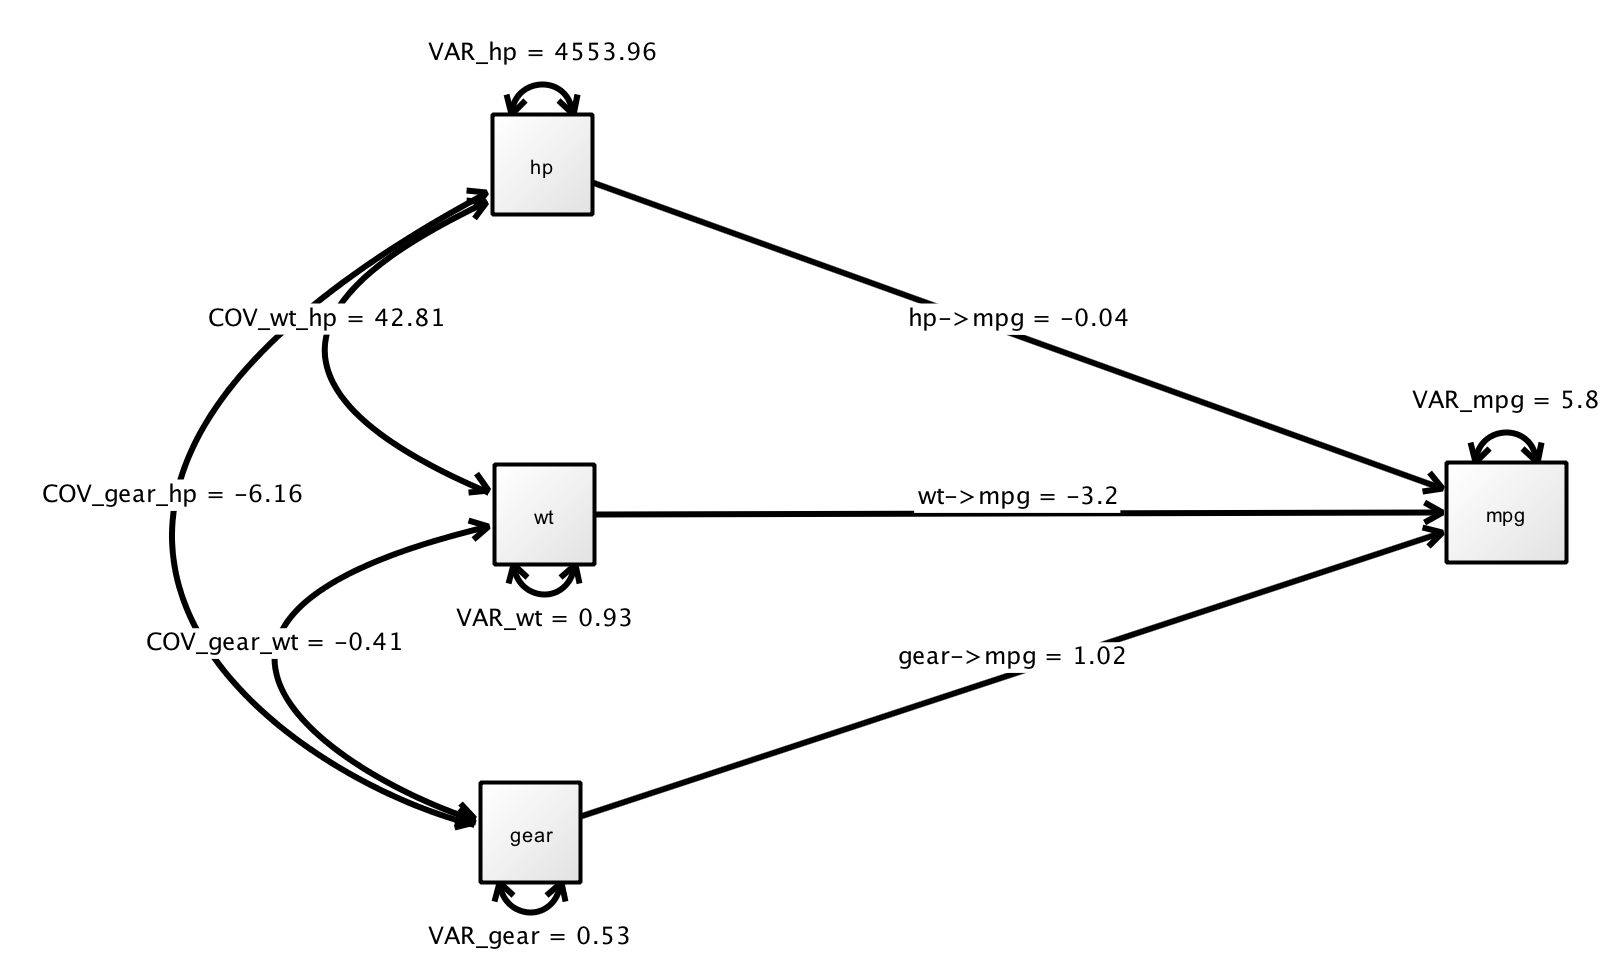 VAR_hp = 4553.96
hp
COV_wt_hp = 42.81
hp->mpg = -0.04
VAR_mpg = 5.8
COV_gear_hp = -6.16
wt
wt->mpg = -3.2
mpg
VAR_wt = 0.93
COV_gear_wt = -0.41
gear->mpg = 1.02
gear
VAR_gear = 0.53